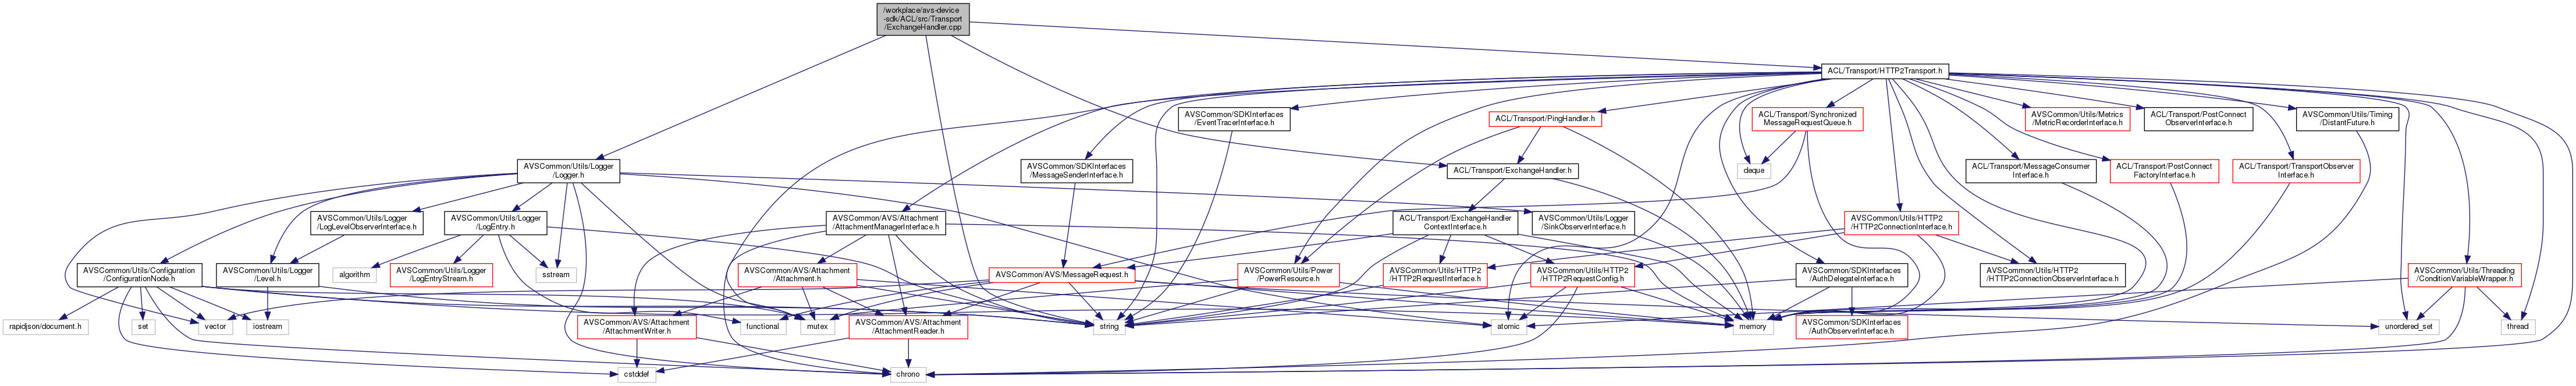 /workplace/avs-device
-sdk/ACL/src/Transport
/ExchangeHandler.cpp
ACL/Transport/HTTP2Transport.h
AVSCommon/SDKInterfaces
/EventTracerInterface.h
ACL/Transport/PingHandler.h
ACL/Transport/Synchronized
MessageRequestQueue.h
AVSCommon/Utils/Metrics
/MetricRecorderInterface.h
ACL/Transport/PostConnect
ObserverInterface.h
AVSCommon/Utils/Timing
/DistantFuture.h
AVSCommon/Utils/Logger
/Logger.h
AVSCommon/SDKInterfaces
/MessageSenderInterface.h
ACL/Transport/ExchangeHandler.h
deque
ACL/Transport/MessageConsumer
Interface.h
ACL/Transport/PostConnect
FactoryInterface.h
ACL/Transport/TransportObserver
Interface.h
AVSCommon/Utils/Logger
/LogLevelObserverInterface.h
AVSCommon/Utils/Logger
/LogEntry.h
AVSCommon/AVS/Attachment
/AttachmentManagerInterface.h
ACL/Transport/ExchangeHandler
ContextInterface.h
AVSCommon/Utils/Logger
/SinkObserverInterface.h
AVSCommon/Utils/HTTP2
/HTTP2ConnectionInterface.h
AVSCommon/Utils/Configuration
/ConfigurationNode.h
AVSCommon/Utils/Logger
/Level.h
algorithm
AVSCommon/Utils/Logger
/LogEntryStream.h
sstream
AVSCommon/AVS/Attachment
/Attachment.h
AVSCommon/AVS/MessageRequest.h
AVSCommon/Utils/Power
/PowerResource.h
AVSCommon/Utils/HTTP2
/HTTP2RequestInterface.h
AVSCommon/Utils/HTTP2
/HTTP2RequestConfig.h
AVSCommon/SDKInterfaces
/AuthDelegateInterface.h
AVSCommon/Utils/HTTP2
/HTTP2ConnectionObserverInterface.h
AVSCommon/Utils/Threading
/ConditionVariableWrapper.h
rapidjson/document.h
set
vector
iostream
AVSCommon/AVS/Attachment
/AttachmentWriter.h
functional
mutex
AVSCommon/AVS/Attachment
/AttachmentReader.h
string
atomic
memory
AVSCommon/SDKInterfaces
/AuthObserverInterface.h
unordered_set
thread
cstddef
chrono